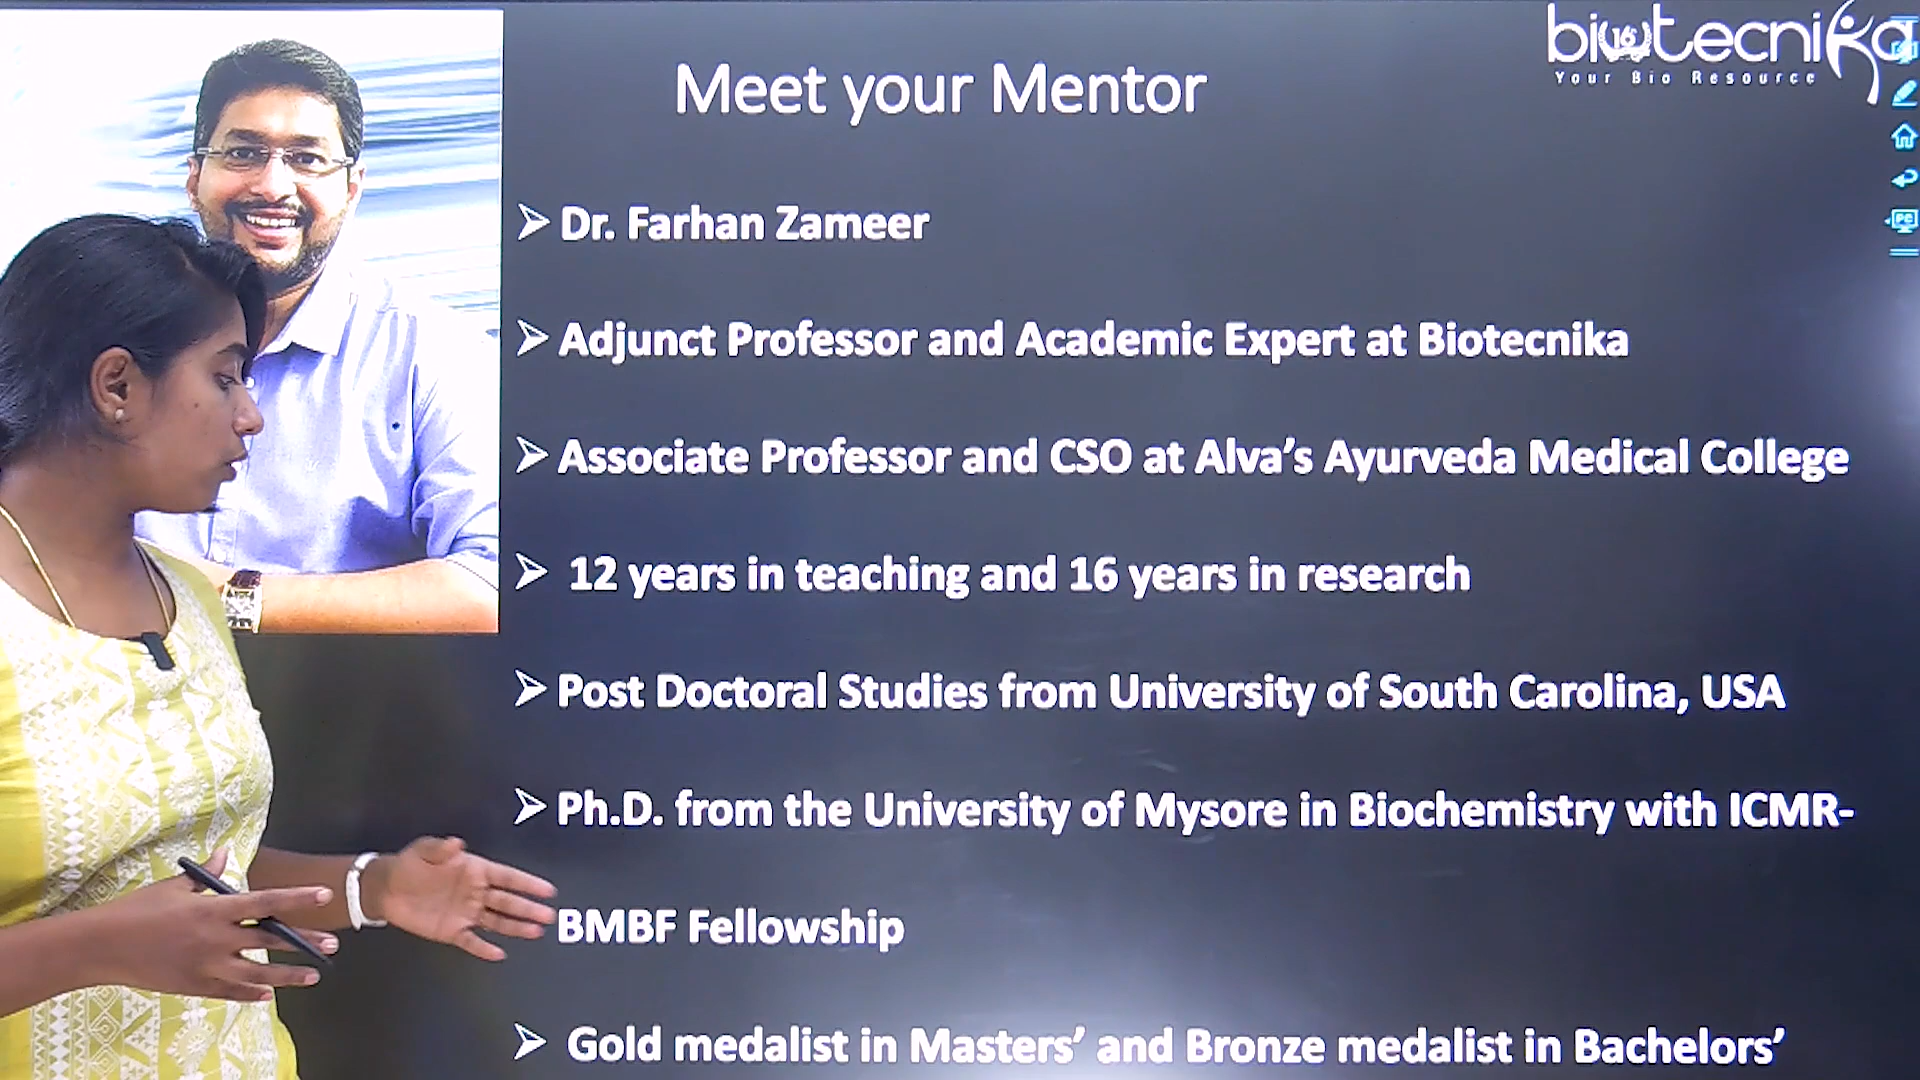 biotecnika
16
Your Bio Resource
Meet your Mentor
Dr. Farhan Zameer
Adjunct Professor and Academic Expert at Biotecnika
Associate Professor and CSO at Alva’s Ayurveda Medical College
12 years in teaching and 16 years in research
Post Doctoral Studies from University of South Carolina, USA
Ph.D. from the University of Mysore in Biochemistry with ICMR-
BMBF Fellowship
Gold medalist in Masters’ and Bronze medalist in Bachelors’
PC